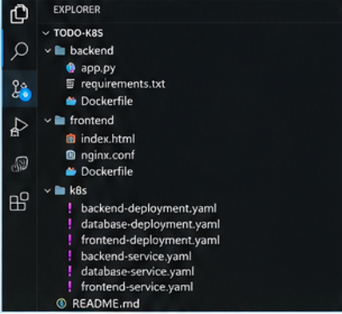 EXPLORER
TODO-K8S
backend
app.py
requirements.txt
Dockerfile
frontend
index.html
nginx.conf
Dockerfile
k8s
backend-deployment.yaml
database-deployment.yaml
frontend-deployment.yaml
backend-service.yaml
database-service.yaml
frontend-service.yaml
README.md